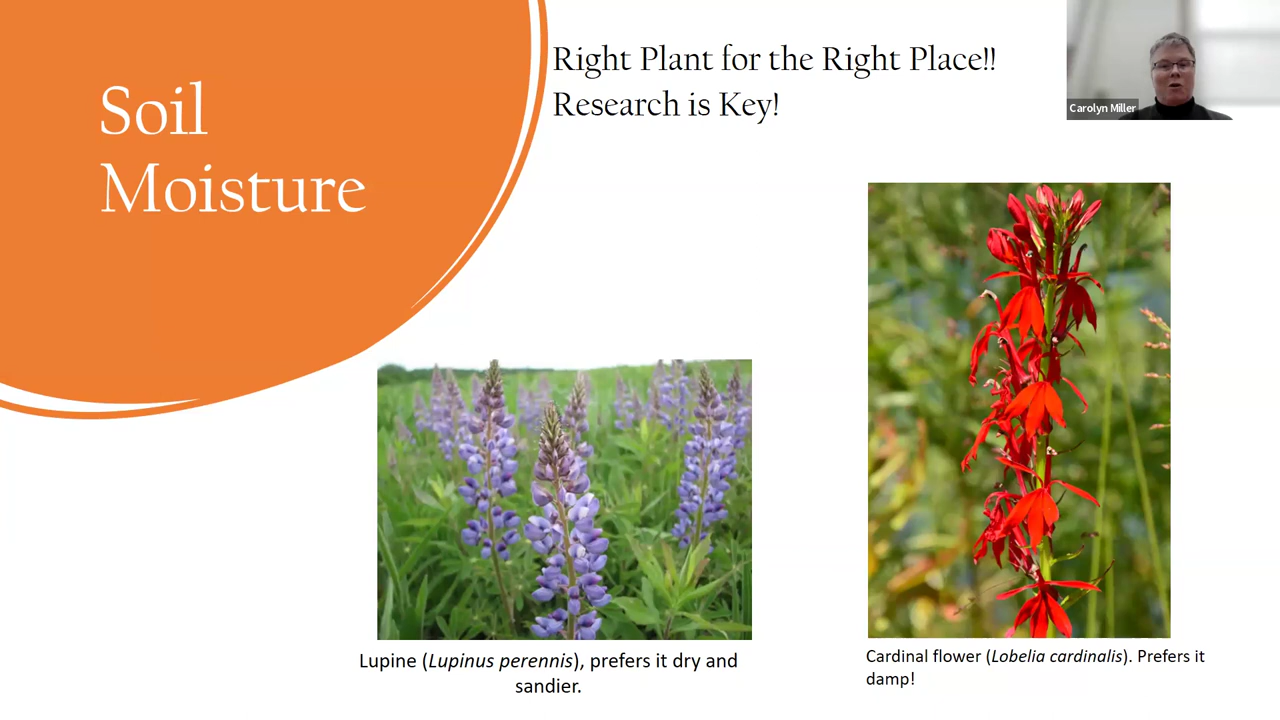 Soil
Moisture
Right Plant for the Right Place!!
Research is Key!
Carolyn Miller
Lupine (Lupinus perennis), prefers it dry and
sandier.
Cardinal flower (Lobelia cardinalis). Prefers it
damp!